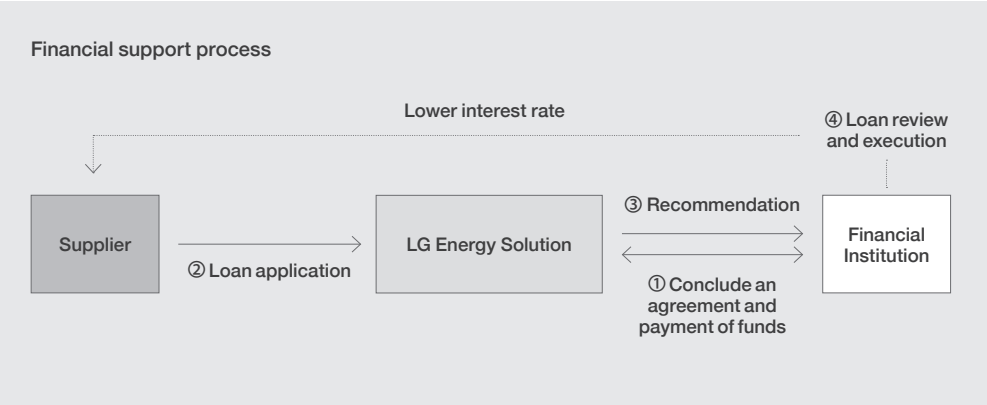 Financial support process
Lower interest rate
④ Loan review
and execution
Supplier
② Loan application
LG Energy Solution
③ Recommendation
① Conclude an
agreement and
payment of funds
Financial
Institution